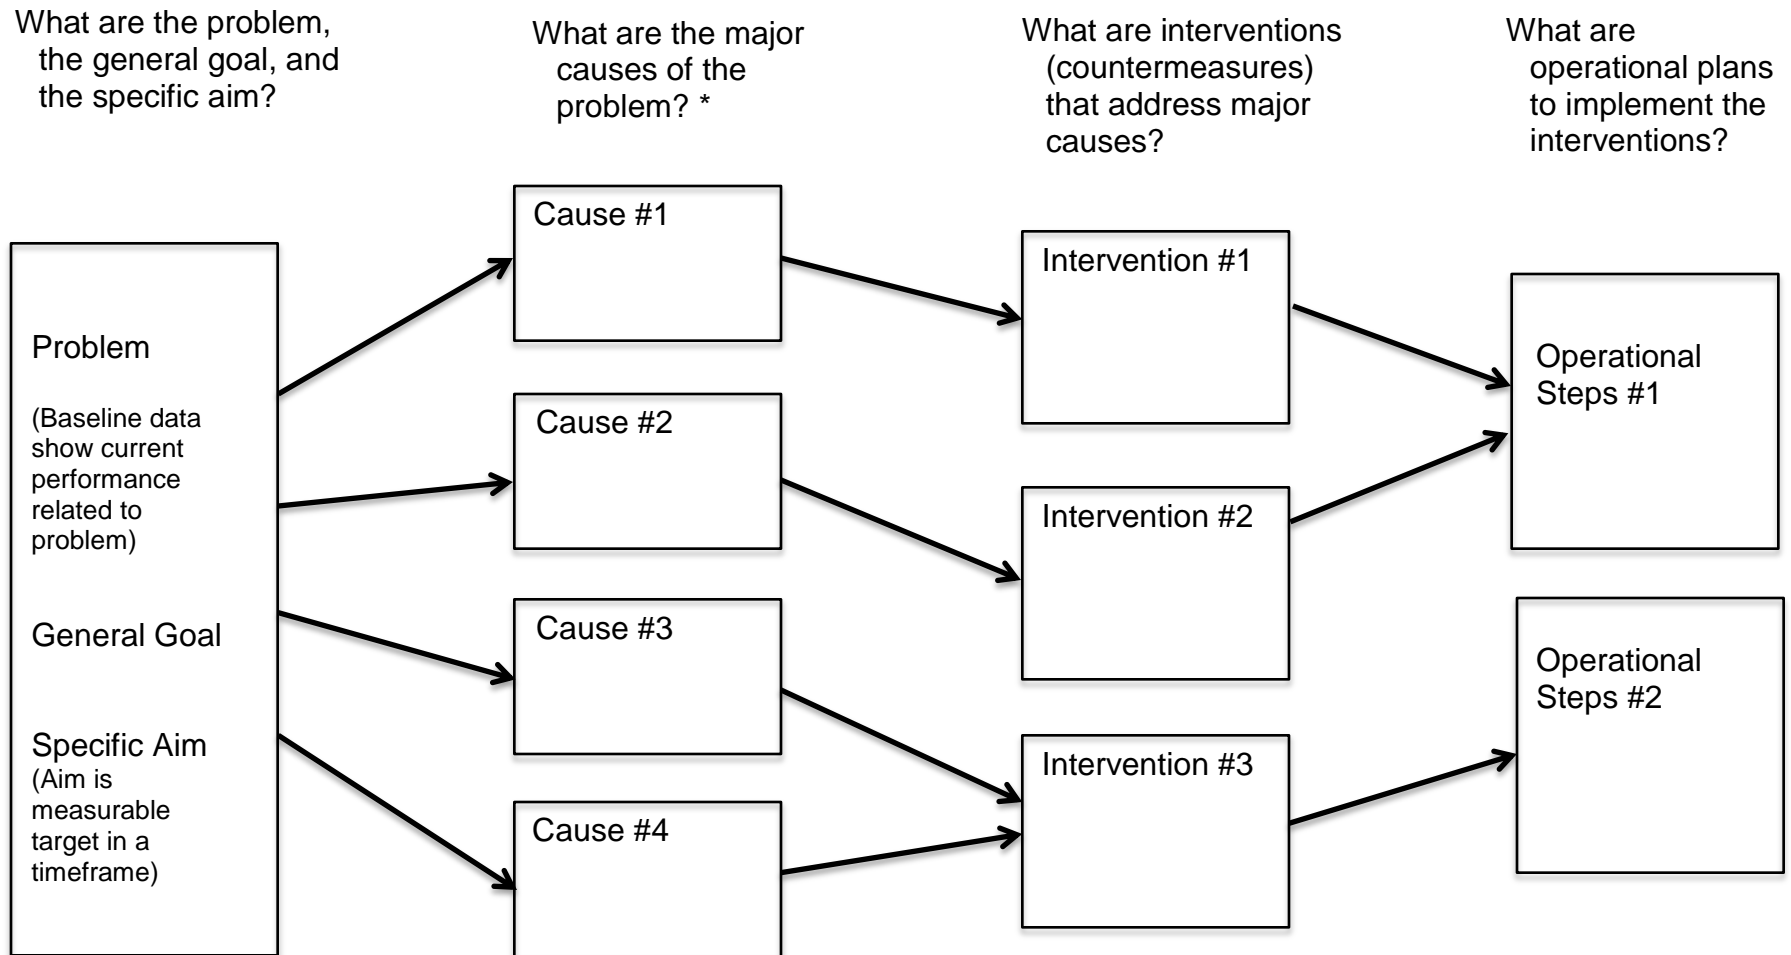 What are the problem,
the general goal, and
the specific aim?
What are the major
causes of the
problem? *
What are interventions
(countermeasures)
that address major
causes?
What are
operational plans
to implement the
interventions?
Problem
(Baseline data
show current
performance
related to
problem)
General Goal
Specific Aim
(Aim is
measurable
target in a
timeframe)
Cause #1
Cause #2
Cause #3
Cause #4
Intervention #1
Intervention #2
Intervention #3
Operational
Steps #1
Operational
Steps #2